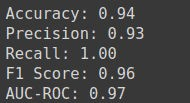 Accuracy: 0.94
Precision: 0.93
Recall: 1.00
F1 Score: 0.96
AUC-ROC: 0.97